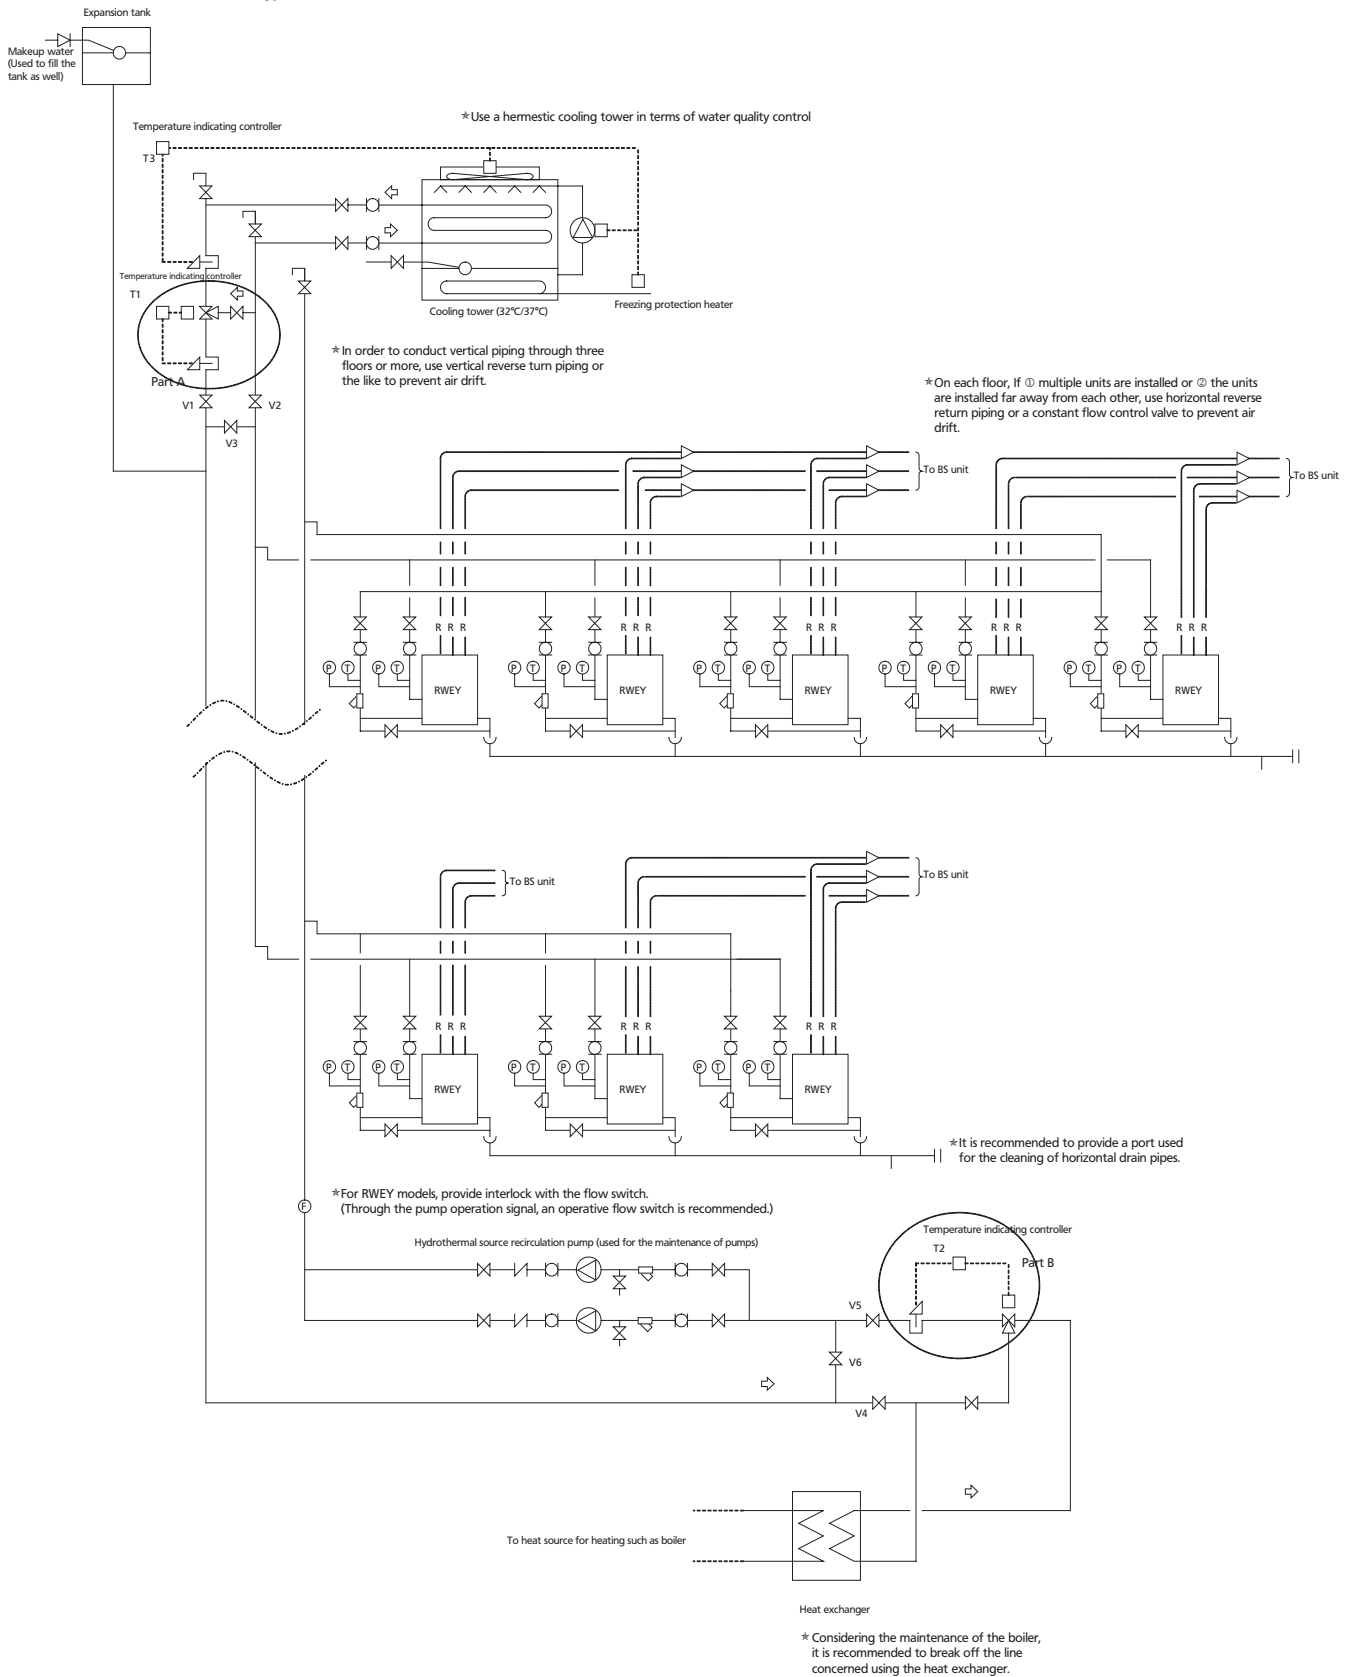 Expansion tank
Makeup water
(Used to fill the
tank as well)
✭Use a hermestic cooling tower in terms of water quality control
Temperature indicating controller
T3
Temperature indicating controller
T1
Cooling tower (32°C/37°C)
Freezing protection heater
✭In order to conduct vertical piping through three
floors or more, use vertical reverse turn piping or
the like to prevent air drift.
Part A
V1
V2
V3
✭On each floor, If ① multiple units are installed or ② the units
are installed far away from each other, use horizontal reverse
return piping or a constant flow control valve to prevent air
drift.
To BS unit
To BS unit
R R R
R R R
R R R
R R R
R R R
P T P T
P T P T
P T P T
P T P T
P T P T
RWEY
RWEY
RWEY
RWEY
RWEY
To BS unit
To BS unit
R R R
R R R
R R R
P T P T
P T P T
P T P T
RWEY
RWEY
RWEY
✭It is recommended to provide a port used
for the cleaning of horizontal drain pipes.
✭For RWEY models, provide interlock with the flow switch.
(Through the pump operation signal, an operative flow switch is recommended.)
F
Hydrothermal source recirculation pump (used for the maintenance of pumps)
Temperature indicating controller
T2
Part B
V5
V6
V4
To heat source for heating such as boiler
Heat exchanger
✭ Considering the maintenance of the boiler,
it is recommended to break off the line
concerned using the heat exchanger.